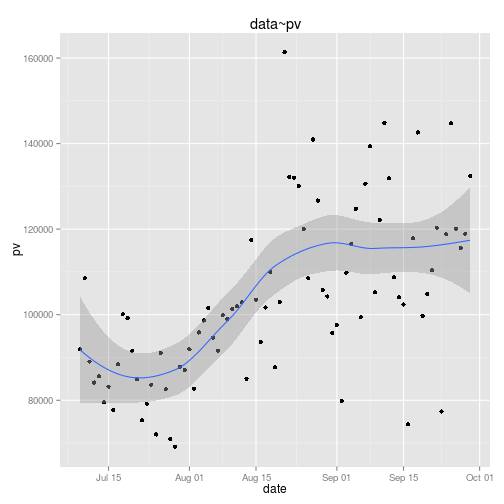 data~pv
160000
140000
120000
100000
80000
pv
Jul 15
Aug 01
Aug 15
Sep 01
Sep 15
Oct 01
date